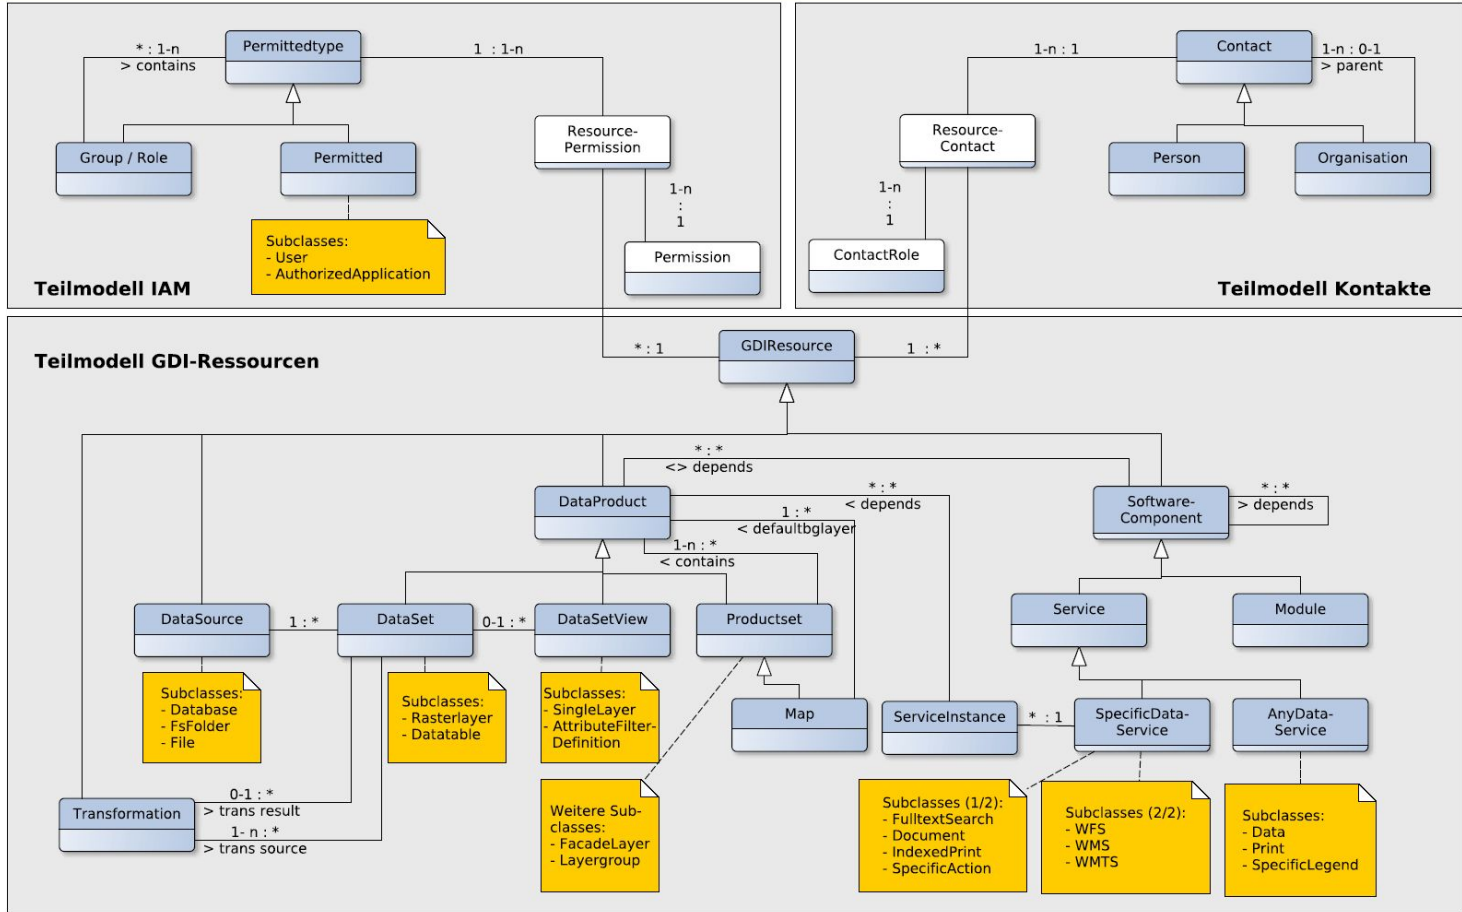 Permittedtype
* : 1-n
> contains
1 : 1-n
Group / Role
Permitted
Resource-
Permission
1-n
:
1
Permission
Subclasses:
- User
- AuthorizedApplication
Teilmodell IAM
Contact
1-n : 1
1-n : 0-1
> parent
Resource-
Contact
Person
Organisation
1-n
:
1
ContactRole
Teilmodell Kontakte
Teilmodell GDI-Ressourcen
* : 1
GDIResource
1 : *
* : *
<> depends
DataProduct
* : *
< depends
1 : *
< defaultbglayer
1-n : *
< contains
Software-
Component
* : *
> depends
DataSource
1 : *
DataSet
0-1 : *
DataSetView
Productset
Service
Module
Subclasses:
- Database
- FsFolder
- File
Subclasses:
- Rasterlayer
- Datatable
Subclasses:
- SingleLayer
- AttributeFilter-
Definition
Map
ServiceInstance
* : 1
SpecificData-
Service
AnyData-
Service
Transformation
0-1 : *
> trans result
1- n : *
> trans source
Weitere Sub-
classes:
- FacadeLayer
- Layergroup
Subclasses (1/2):
- FulltextSearch
- Document
- IndexedPrint
- SpecificAction
Subclasses (2/2):
- WFS
- WMS
- WMTS
Subclasses:
- Data
- Print
- SpecificLegend